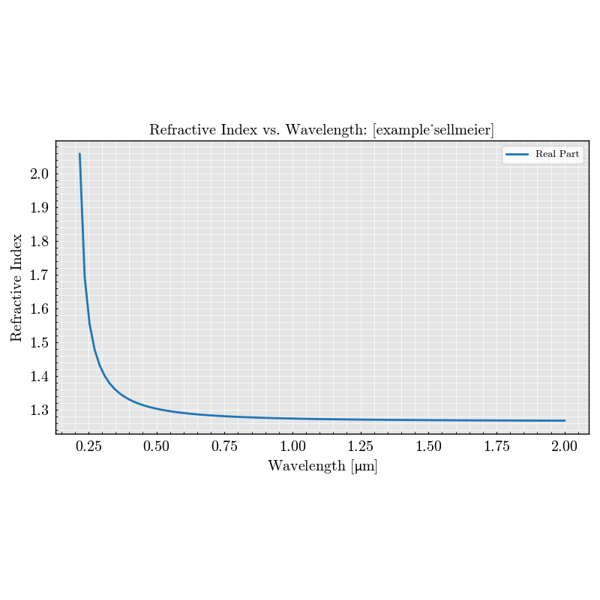 Refractive Index vs. Wavelength: [example˙sellmeier]
Real Part
Refractive Index
2.0
1.9
1.8
1.7
1.6
1.5
1.4
1.3
0.25 0.50 0.75 1.00 1.25 1.50 1.75 2.00
Wavelength [µm]